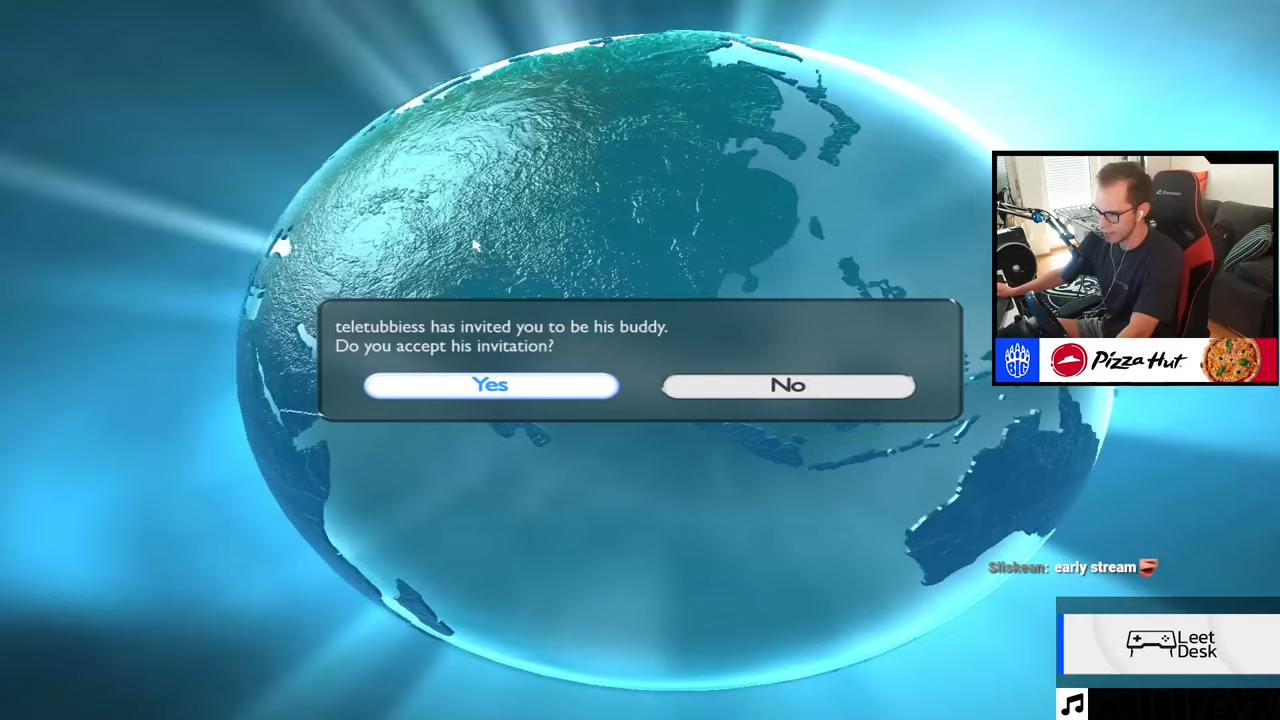 teletubbiess has invited you to be his buddy.
Do you accept his invitation?
Yes
No
Pizza Hut
BIG
Sliskean: early stream
Leet
Desk